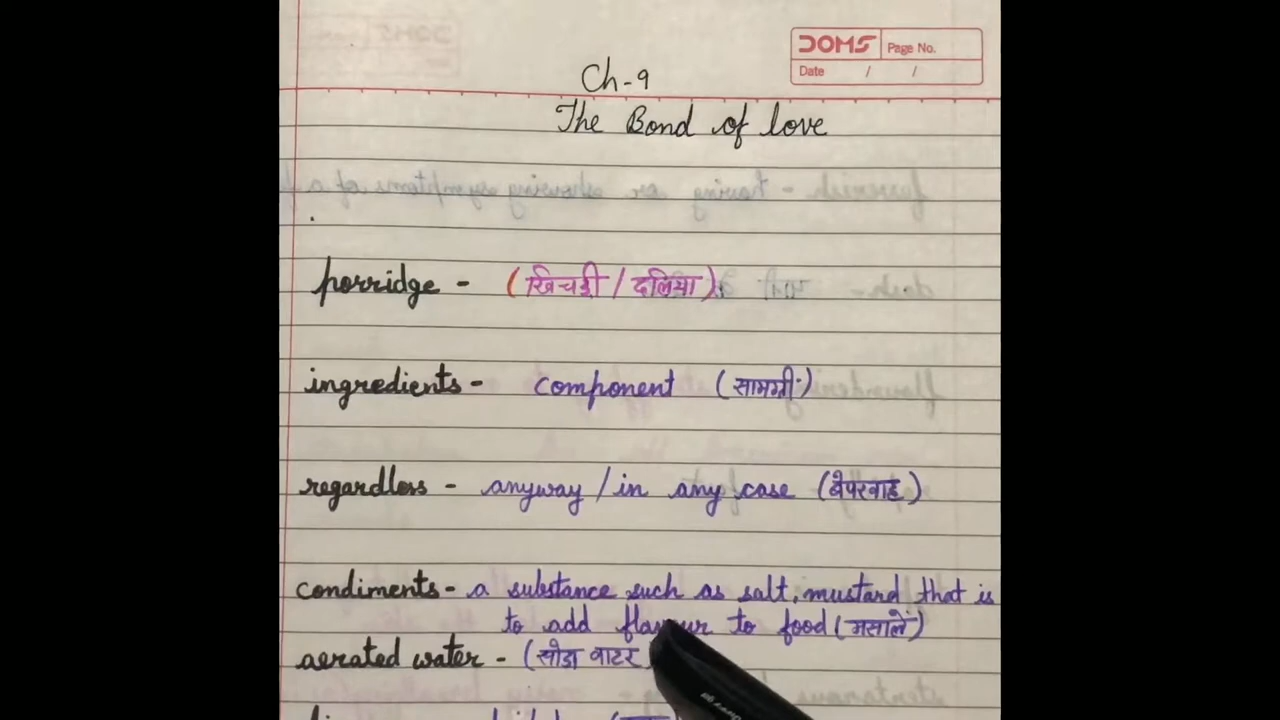 DOMS Page No.
Date / /
Ch-9
The Bond of love
porridge - (खिचड़ी / दलिया)
ingredients - component (सामग्री)
regardless - anyway / in any case (बेपरवाह)
condiments - a substance such as salt, mustard that is
to add flavour to food (मसालें)
aerated water - (सोडा वाटर